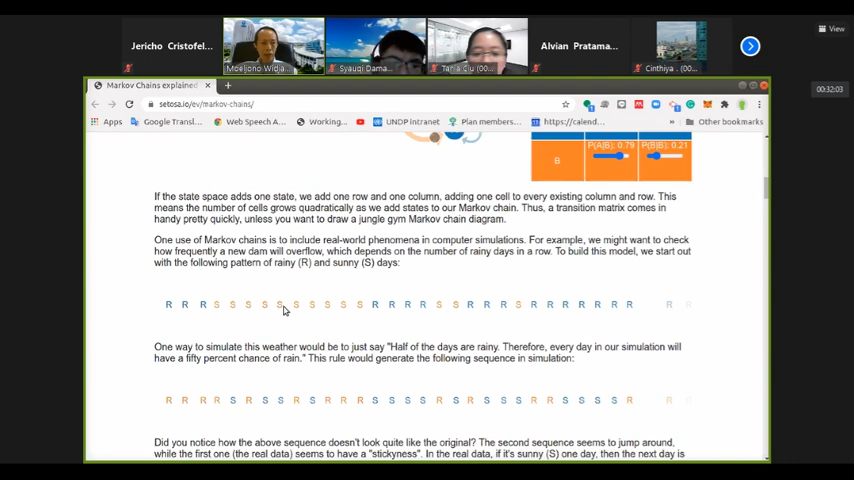 Jericho Cristofel...
Moeljono Widja...
Syauqi Dama...
Tania Ciu (00...
Alvian Pratama...
Cinthiya . (00...
View
00:32:03
Markov Chains explained
setosa.io/ev/markov-chains/
Apps Google Transl... Web Speech A... Working... UNDP intranet Plan members... https://calend... » Other bookmarks
P(A|B): 0.79 P(B|B): 0.21
B
If the state space adds one state, we add one row and one column, adding one cell to every existing column and row. This
means the number of cells grows quadratically as we add states to our Markov chain. Thus, a transition matrix comes in
handy pretty quickly, unless you want to draw a jungle gym Markov chain diagram.
One use of Markov chains is to include real-world phenomena in computer simulations. For example, we might want to check
how frequently a new dam will overflow, which depends on the number of rainy days in a row. To build this model, we start out
with the following pattern of rainy (R) and sunny (S) days:
R R R S S S S S S S S S S R R R R S S R R R S R R R R R R R R R
One way to simulate this weather would be to just say "Half of the days are rainy. Therefore, every day in our simulation will
have a fifty percent chance of rain." This rule would generate the following sequence in simulation:
R R R R S R S S R S R R R S S S S R S R S S S R R S S S S R R R
Did you notice how the above sequence doesn't look quite like the original? The second sequence seems to jump around,
while the first one (the real data) seems to have a "stickyness". In the real data, if it's sunny (S) one day, then the next day is